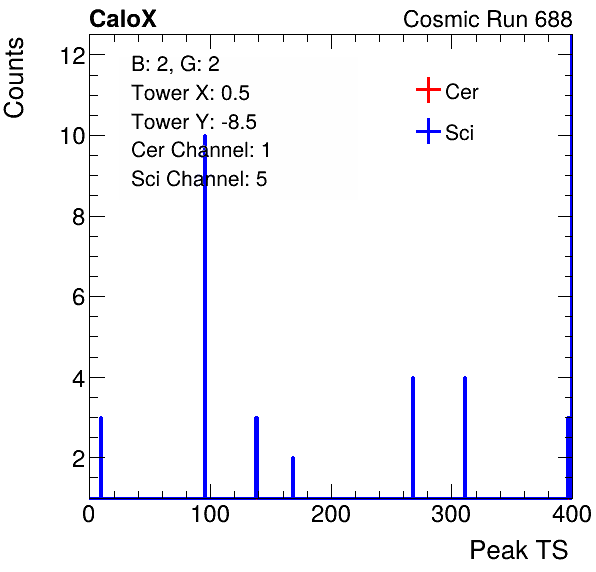 CaloX Cosmic Run 688
Counts
B: 2, G: 2
Tower X: 0.5
Tower Y: -8.5
Cer Channel: 1
Sci Channel: 5
Cer
Sci
12
10
8
6
4
2
0 100 200 300 400
Peak TS